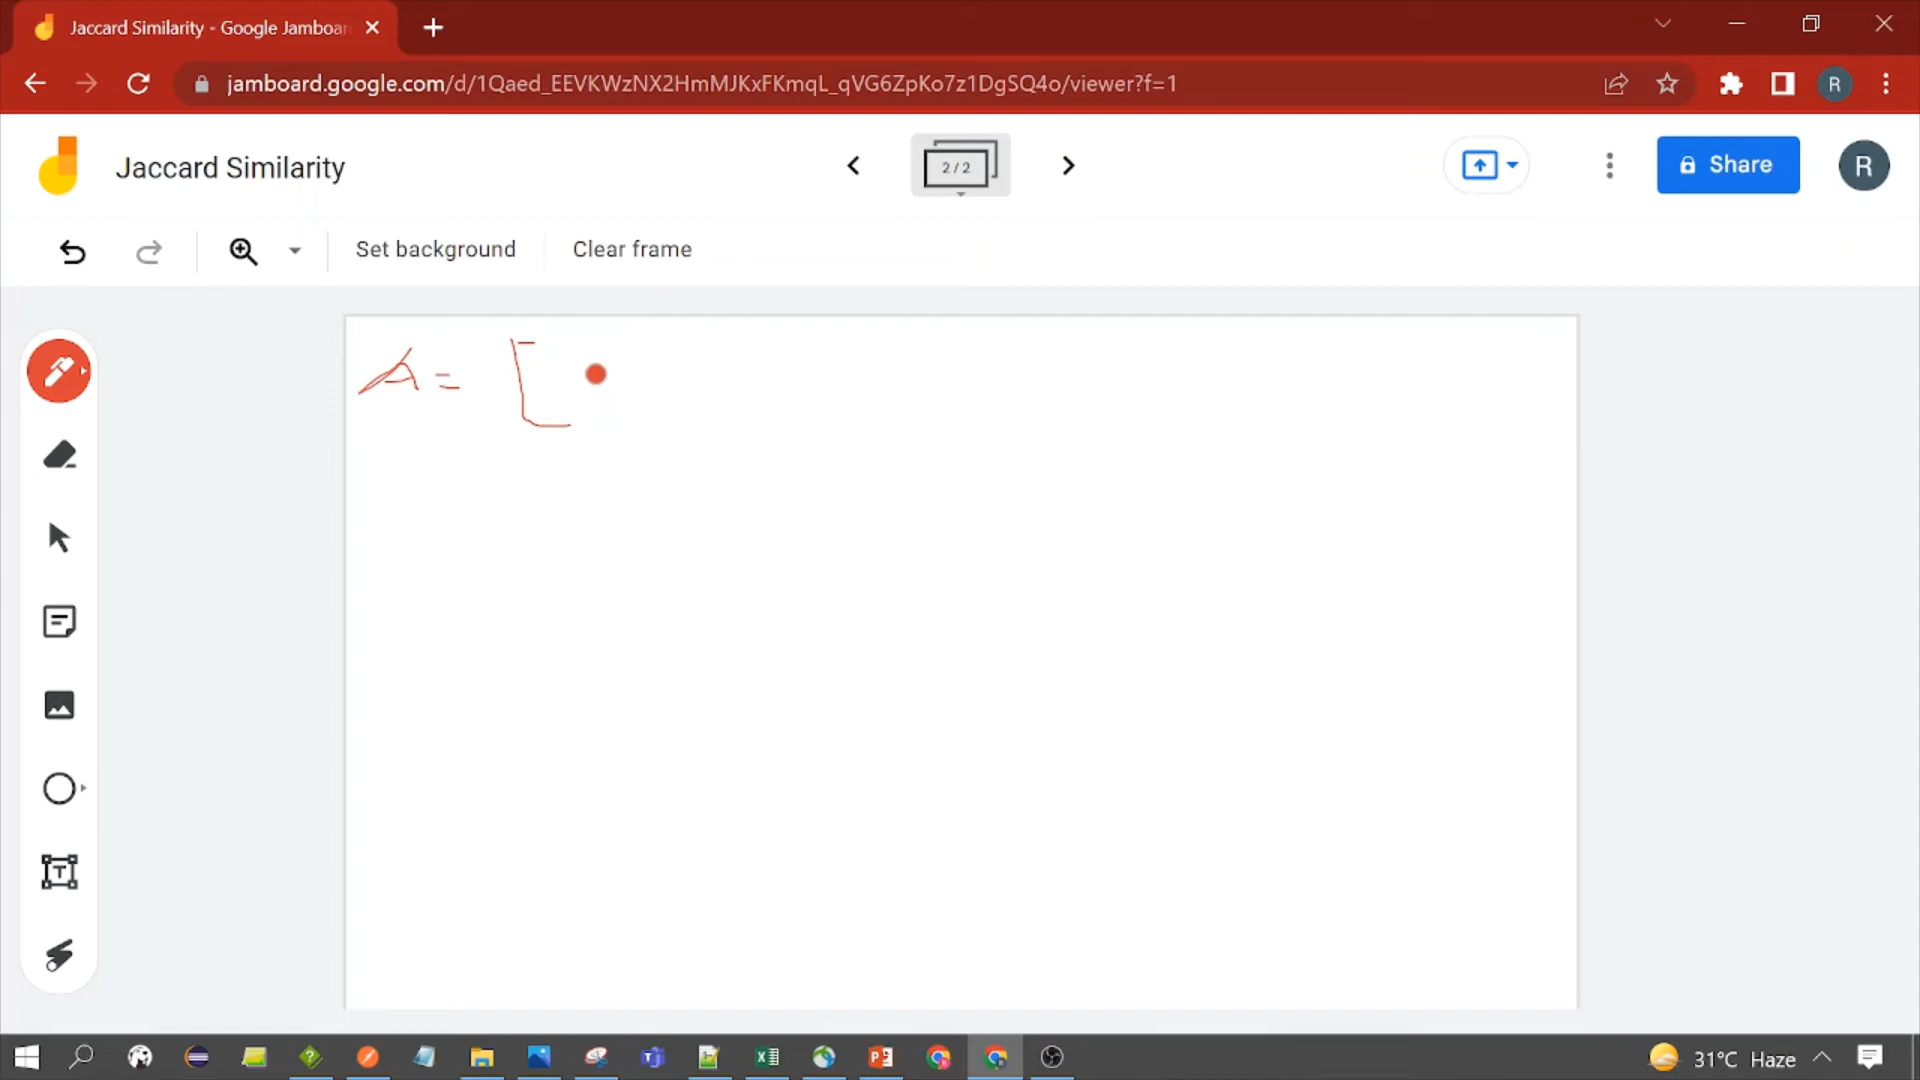 Jaccard Similarity - Google Jamboar
jamboard.google.com/d/1Qaed_EEVKWzNX2HmMJKxFKmqL_qVG6ZpKo7z1DgSQ4o/viewer?f=1
R
Jaccard Similarity
2 / 2
Share
R
Set background
Clear frame
A = [
31°C Haze